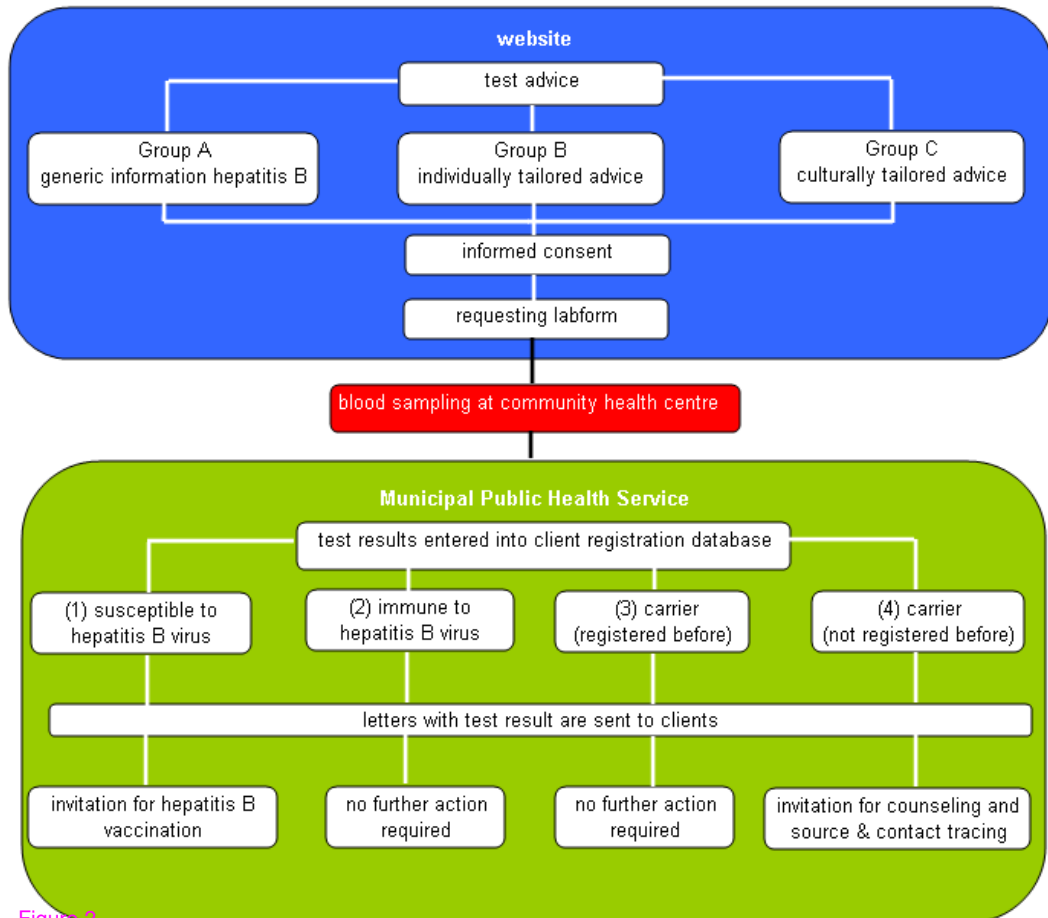 website
test advice
Group A
generic information hepatitis B
Group B
individually tailored advice
Group C
culturally tailored advice
informed consent
requesting labform
blood sampling at community health centre
Municipal Public Health Service
test results entered into client registration database
(1) susceptible to
hepatitis B virus
(2) immune to
hepatitis B virus
(3) carrier
(registered before)
(4) carrier
(not registered before)
letters with test result are sent to clients
invitation for hepatitis B
vaccination
no further action
required
no further action
required
invitation for counseling and
source & contact tracing
Figure 2